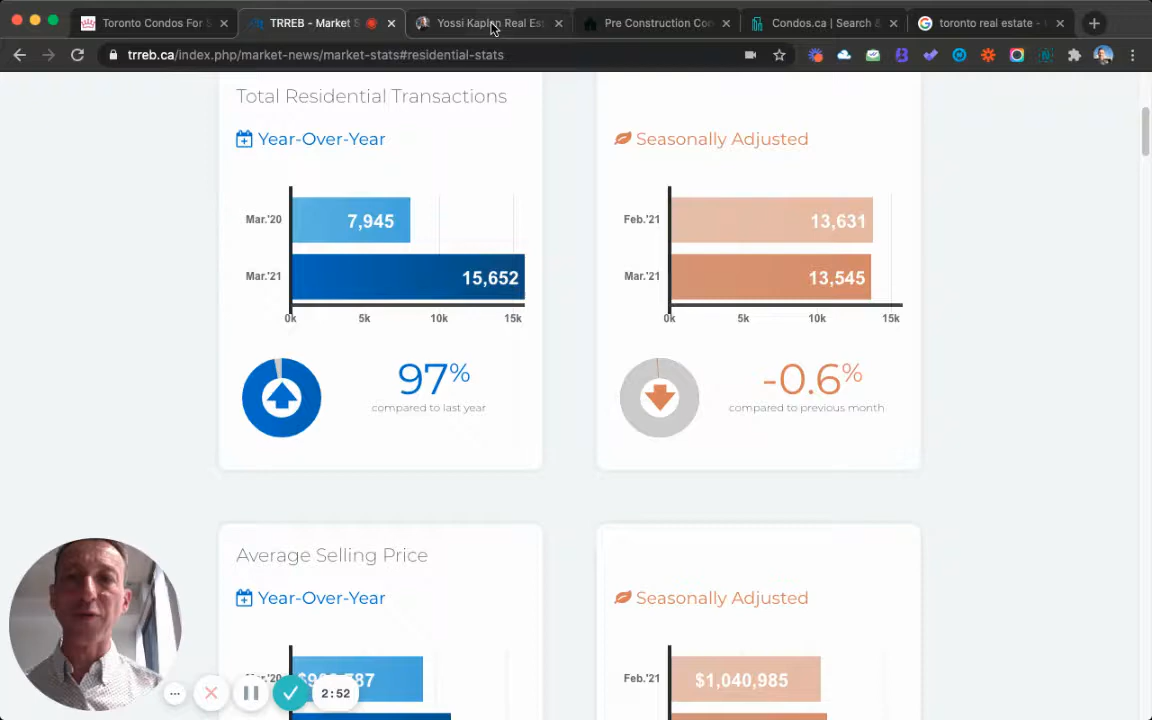 Toronto Condos For S
TRREB - Market S
Yossi Kaplan Real Est
Pre Construction Con
Condos.ca | Search &
toronto real estate - G
trreb.ca/index.php/market-news/market-stats#residential-stats
Total Residential Transactions
Year-Over-Year
Seasonally Adjusted
Mar.'20
7,945
Feb.'21
13,631
Mar.'21
15,652
Mar.'21
13,545
0k 5k 10k 15k
0k 5k 10k 15k
97%
-0.6%
compared to last year
compared to previous month
Average Selling Price
Year-Over-Year
Seasonally Adjusted
Feb.'21
$1,040,985
2:52